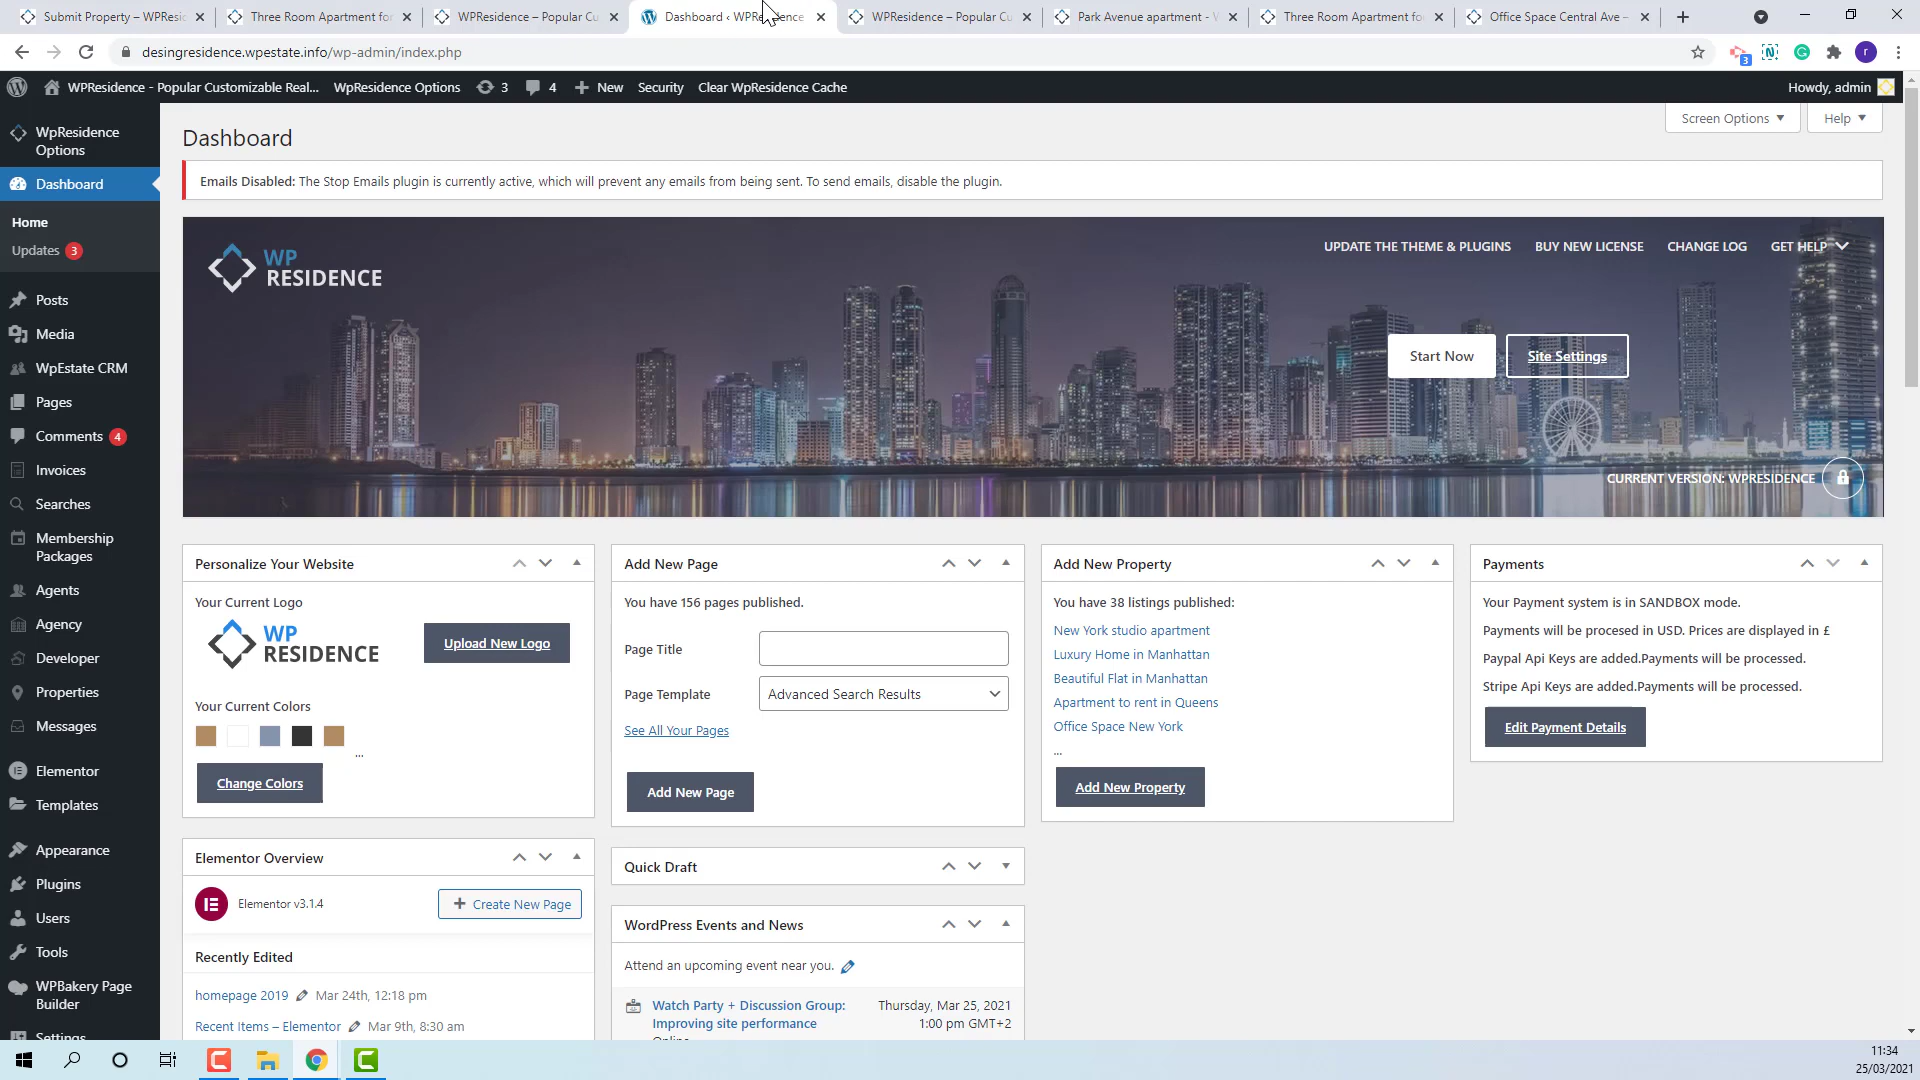 Submit Property – WPResid
Three Room Apartment for
WPResidence – Popular Cu
Dashboard ‹ WPResidence
WPResidence – Popular Cu
Park Avenue apartment -
Three Room Apartment for
Office Space Central Ave –
desingresidence.wpestate.info/wp-admin/index.php
3
r
WPResidence - Popular Customizable Real...
WPResidence Options
3
4
New
Security
Clear WpResidence Cache
Howdy, admin
WpResidence
Options
Dashboard
Home
Updates 3
Posts
Media
WpEstate CRM
Pages
Comments 4
Invoices
Searches
Membership
Packages
Agents
Agency
Developer
Properties
Messages
Elementor
Templates
Appearance
Plugins
Users
Tools
WPBakery Page
Builder
Settings
Screen Options
Help
Dashboard
Emails Disabled: The Stop Emails plugin is currently active, which will prevent any emails from being sent. To send emails, disable the plugin.
WP
RESIDENCE
UPDATE THE THEME & PLUGINS
BUY NEW LICENSE
CHANGE LOG
GET HELP
Start Now
Site Settings
CURRENT VERSION: WPRESIDENCE
Personalize Your Website
Your Current Logo
WP
RESIDENCE
Upload New Logo
Your Current Colors
...
Change Colors
Elementor Overview
Elementor v3.1.4
+ Create New Page
Recently Edited
homepage 2019 Mar 24th, 12:18 pm
Recent Items – Elementor Mar 9th, 8:30 am
Add New Page
You have 156 pages published.
Page Title
Page Template
Advanced Search Results
See All Your Pages
Add New Page
Quick Draft
WordPress Events and News
Attend an upcoming event near you.
Watch Party + Discussion Group:
Improving site performance
Online
Thursday, Mar 25, 2021
1:00 pm GMT+2
Add New Property
You have 38 listings published:
New York studio apartment
Luxury Home in Manhattan
Beautiful Flat in Manhattan
Apartment to rent in Queens
Office Space New York
...
Add New Property
Payments
Your Payment system is in SANDBOX mode.
Payments will be procesed in USD. Prices are displayed in £
Paypal Api Keys are added.Payments will be processed.
Stripe Api Keys are added.Payments will be processed.
Edit Payment Details
11:34
25/03/2021